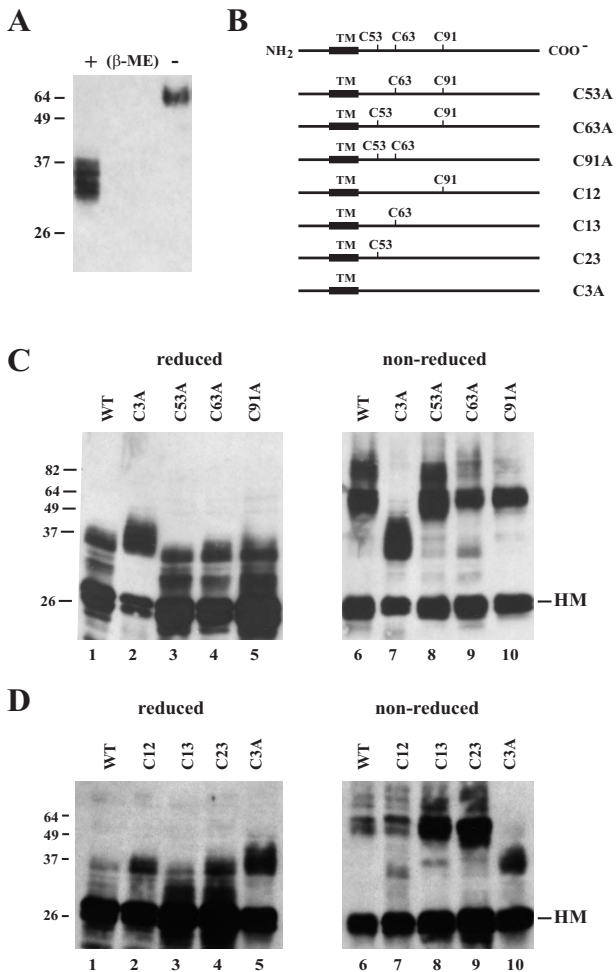 A
+ (β-ME) -
64
49
37
26
B
TM C53 C63 C91
NH2 COO-
TM C63 C91
C53A
TM C53 C91
C63A
TM C53 C63
C91A
TM C91
C12
TM C63
C13
TM C53
C23
TM
C3A
C
reduced
WT C3A C53A C63A C91A
82
64
49
37
26
1 2 3 4 5
non-reduced
WT C3A C53A C63A C91A
HM
6 7 8 9 10
D
reduced
WT C12 C13 C23 C3A
64
49
37
26
1 2 3 4 5
non-reduced
WT C12 C13 C23 C3A
HM
6 7 8 9 10